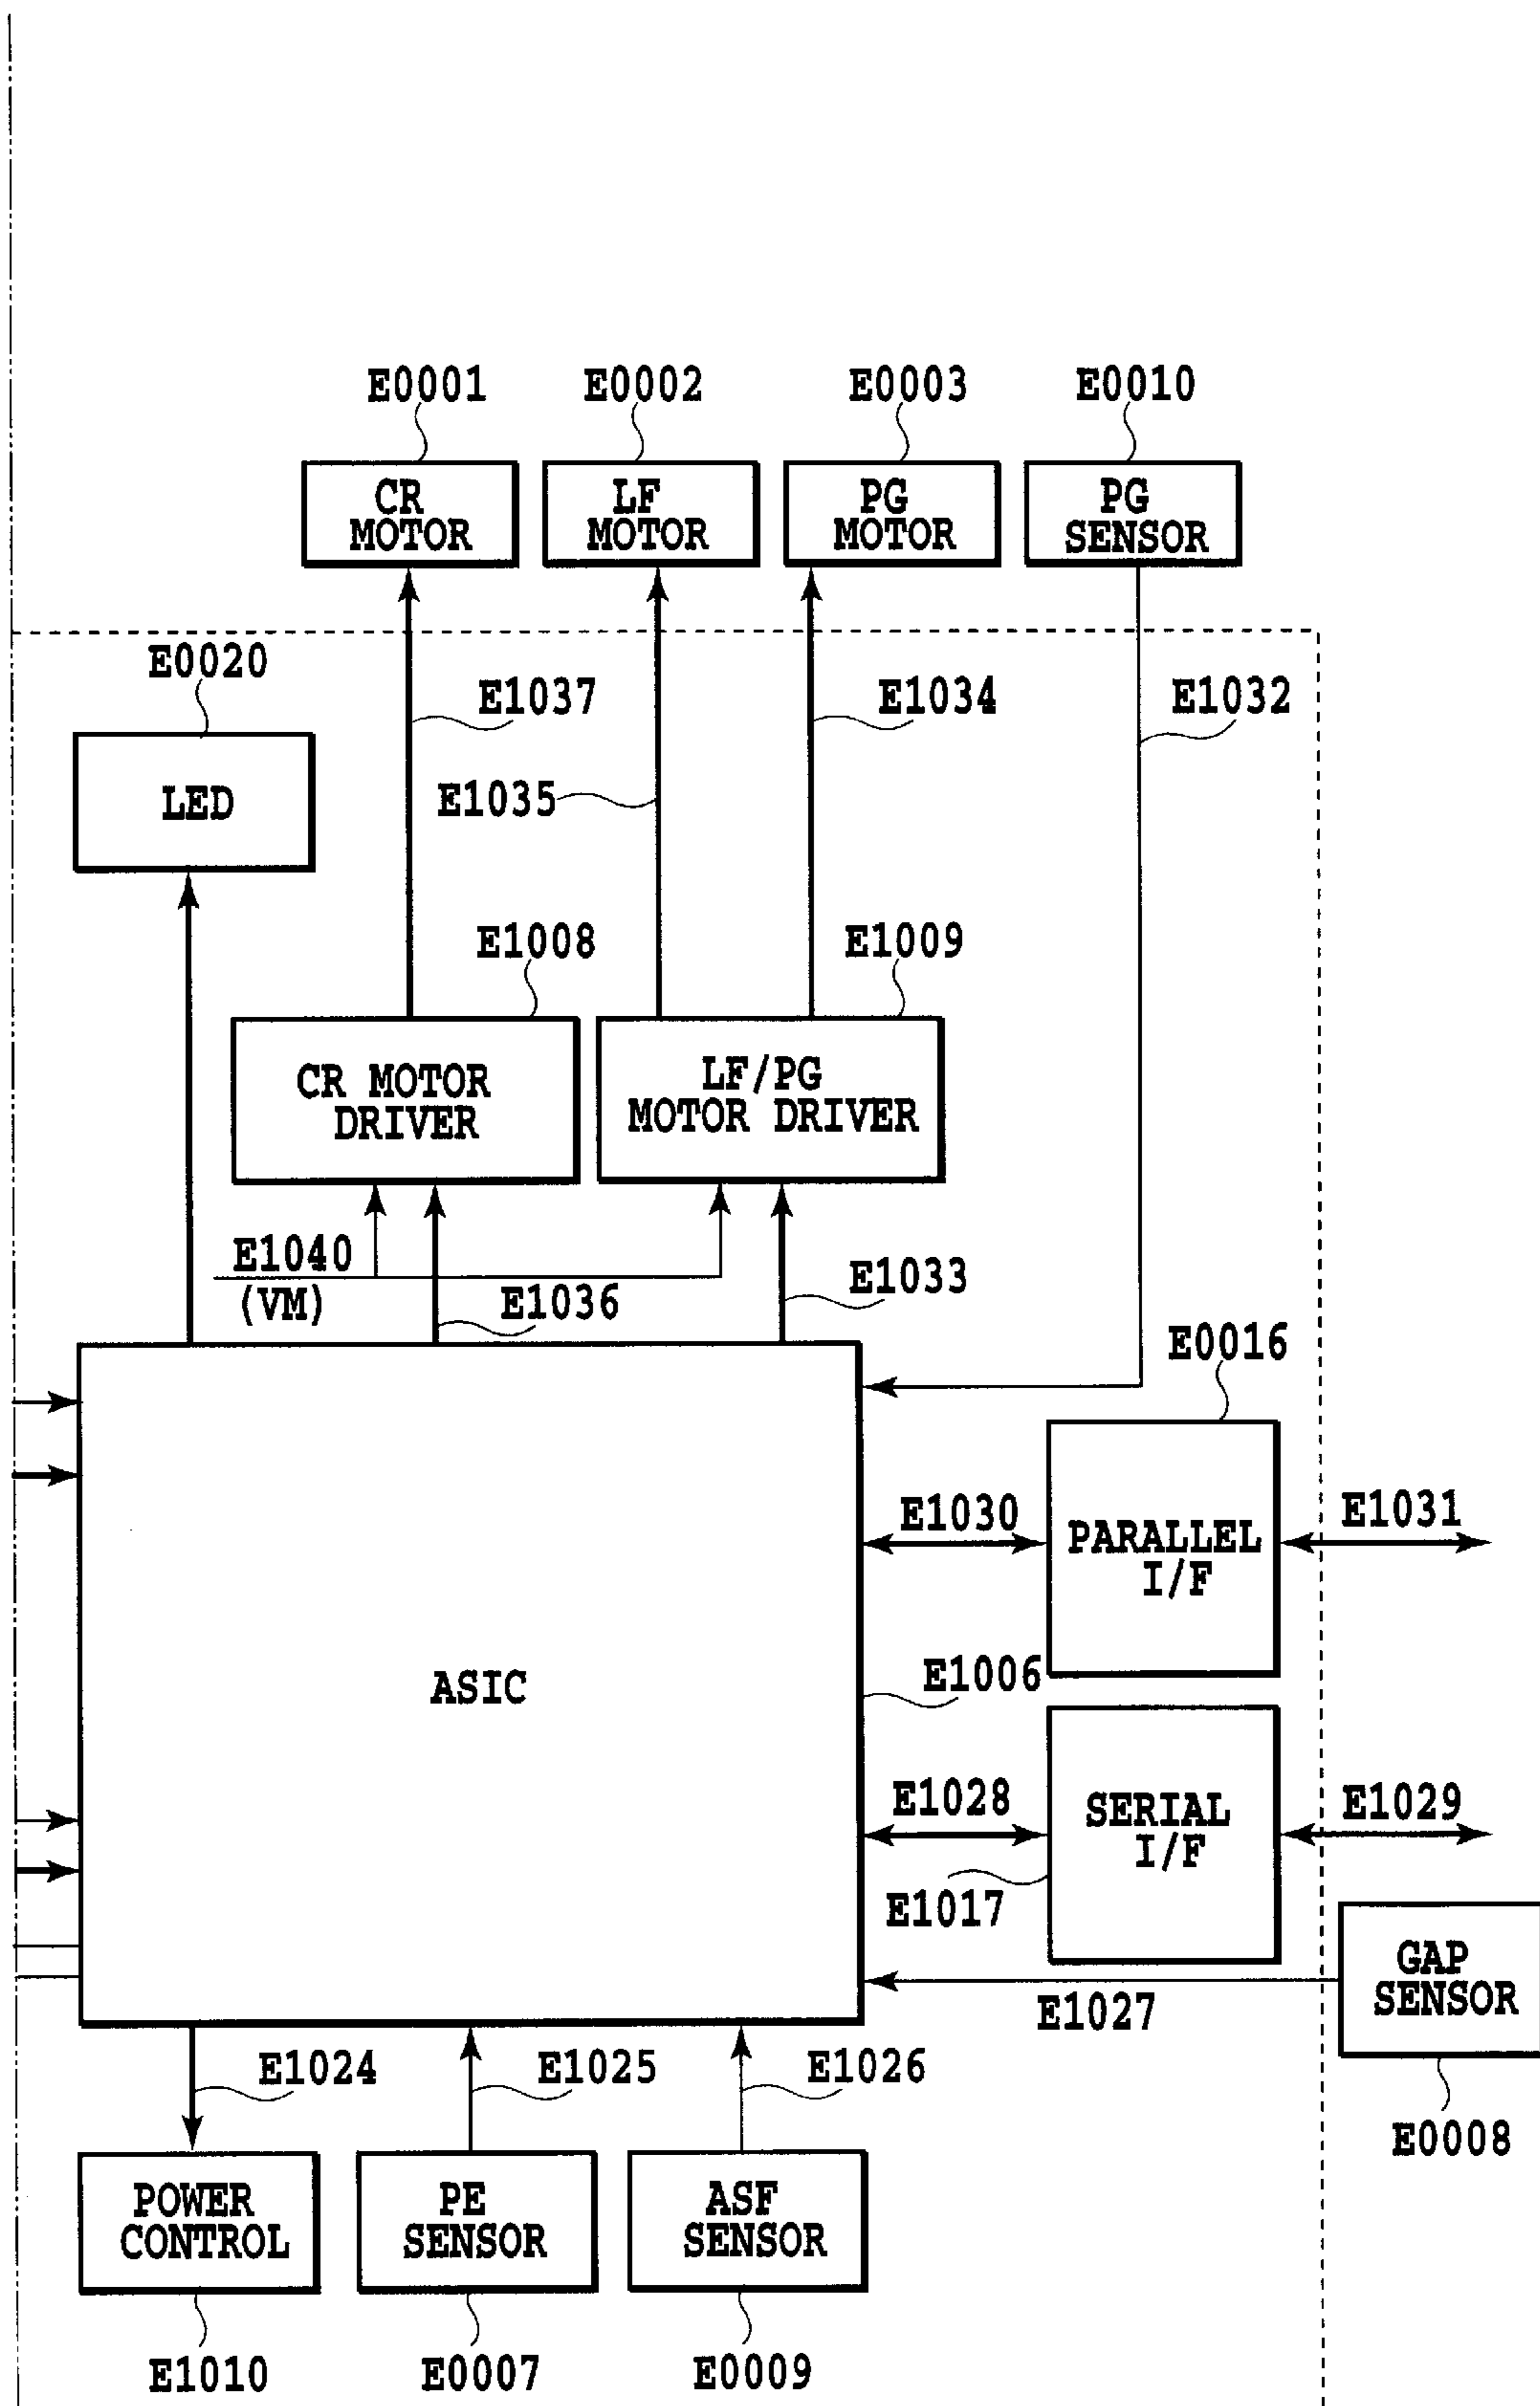 E0001 E0002 E0003 E0010
CR
MOTOR
LF
MOTOR
PG
MOTOR
PG
SENSOR
E0020
E1037 E1034 E1032
LED
E1035
E1008 E1009
CR MOTOR
DRIVER
LF/PG
MOTOR DRIVER
E1040
(VM)
E1036
E1033
E0016
E1030
PARALLEL
I/F
E1031
ASIC
E1006
E1028
SERIAL
I/F
E1029
E1017
GAP
SENSOR
E1027
E1024 E1025 E1026
E0008
POWER
CONTROL
PE
SENSOR
ASF
SENSOR
E1010 E0007 E0009